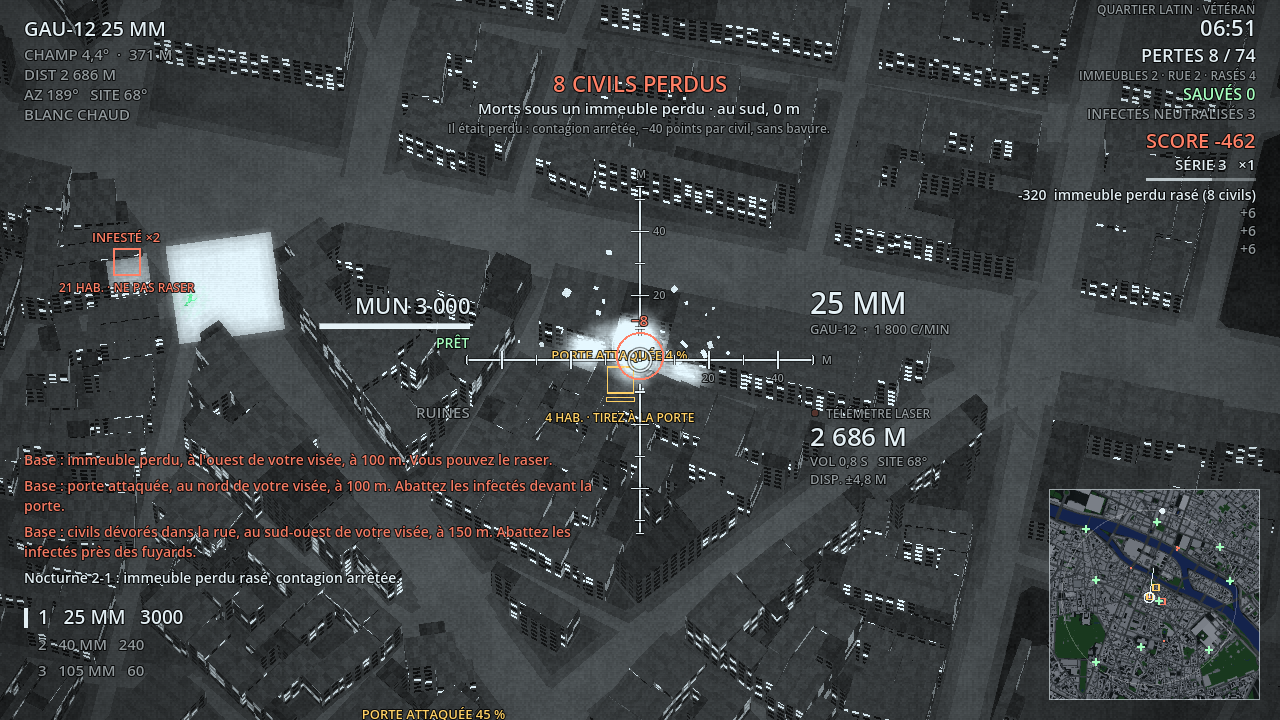 GAU-12 25 MM
CHAMP 4,4° · 371 M
DIST 2 686 M
AZ 189° SITE 68°
BLANC CHAUD
QUARTIER LATIN · VÉTÉRAN
06:51
PERTES 8 / 74
IMMEUBLES 2 · RUE 2 · RASÉS 4
SAUVÉS 0
INFECTÉS NEUTRALISÉS 3
SCORE -462
SÉRIE 3 ×1
-320 immeuble perdu rasé (8 civils)
+6
+6
+6
8 CIVILS PERDUS
Morts sous un immeuble perdu · au sud, 0 m
Il était perdu : contagion arrêtée, −40 points par civil, sans bavure.
M
40
20
INFESTÉ ×2
21 HAB. · NE PAS RASER
MUN 3 000
PRÊT
RUINES
−8
PORTE ATTAQUÉE 4 %
4 HAB. · TIREZ À LA PORTE
20
40
M
25 MM
GAU-12 · 1 800 C/MIN
TÉLÉMÈTRE LASER
2 686 M
VOL 0,8 S SITE 68°
DISP. ±4,8 M
Base : immeuble perdu, à l'ouest de votre visée, à 100 m. Vous pouvez le raser.
Base : porte attaquée, au nord de votre visée, à 100 m. Abattez les infectés devant la
porte.
Base : civils dévorés dans la rue, au sud-ouest de votre visée, à 150 m. Abattez les
infectés près des fuyards.
Nocturne 2-1 : immeuble perdu rasé, contagion arrêtée.
1 25 MM 3000
2 40 MM 240
3 105 MM 60
PORTE ATTAQUÉE 45 %